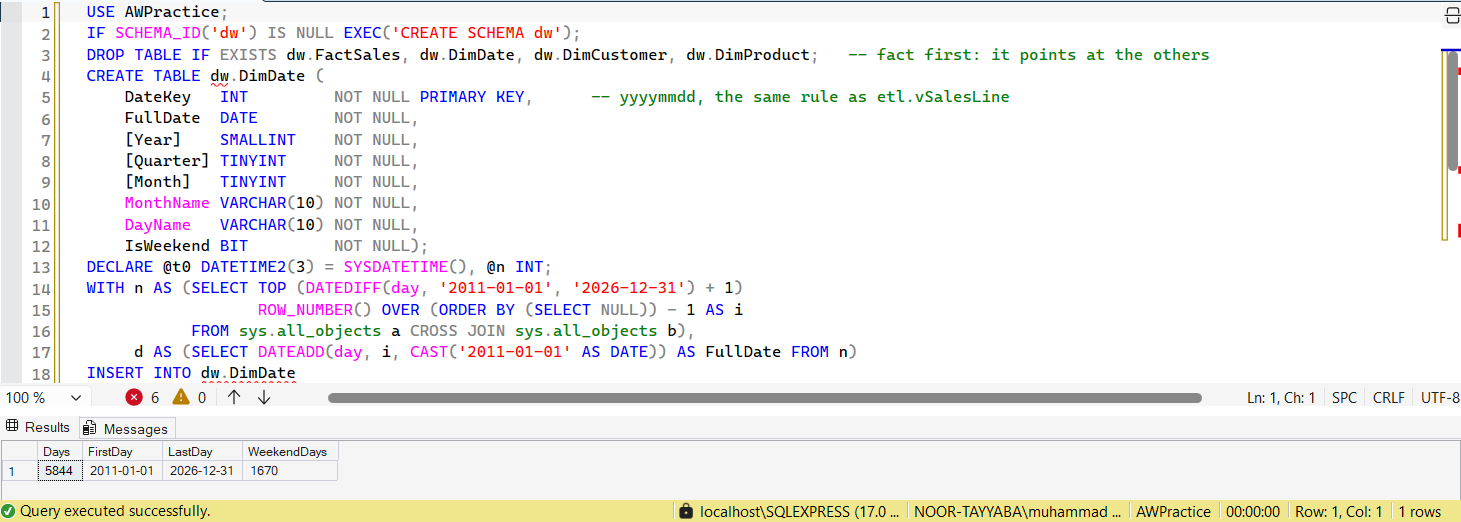 1 USE AWPractice;
2 IF SCHEMA_ID('dw') IS NULL EXEC('CREATE SCHEMA dw');
3 DROP TABLE IF EXISTS dw.FactSales, dw.DimDate, dw.DimCustomer, dw.DimProduct;   -- fact first: it points at the others
4 CREATE TABLE dw.DimDate (
5     DateKey   INT         NOT NULL PRIMARY KEY,      -- yyyymmdd, the same rule as etl.vSalesLine
6     FullDate  DATE        NOT NULL,
7     [Year]    SMALLINT    NOT NULL,
8     [Quarter] TINYINT     NOT NULL,
9     [Month]   TINYINT     NOT NULL,
10     MonthName VARCHAR(10) NOT NULL,
11     DayName   VARCHAR(10) NOT NULL,
12     IsWeekend BIT         NOT NULL);
13 DECLARE @t0 DATETIME2(3) = SYSDATETIME(), @n INT;
14 WITH n AS (SELECT TOP (DATEDIFF(day, '2011-01-01', '2026-12-31') + 1)
15                   ROW_NUMBER() OVER (ORDER BY (SELECT NULL)) - 1 AS i
16            FROM sys.all_objects a CROSS JOIN sys.all_objects b),
17      d AS (SELECT DATEADD(day, i, CAST('2011-01-01' AS DATE)) AS FullDate FROM n)
18 INSERT INTO dw.DimDate
100 % 6 0 Ln: 1, Ch: 1 SPC CRLF UTF-8
Results Messages
Days FirstDay LastDay WeekendDays
1 5844 2011-01-01 2026-12-31 1670
Query executed successfully. localhost\SQLEXPRESS (17.0 ... NOOR-TAYYABA\muhammad ... AWPractice 00:00:00 Row: 1, Col: 1 1 rows